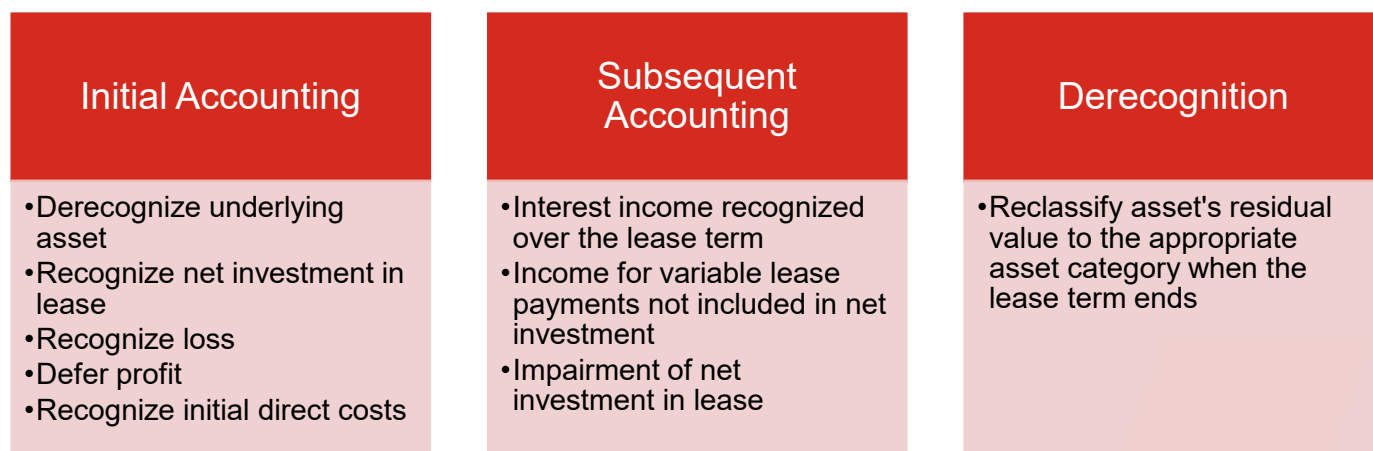 Initial Accounting
•Derecognize underlying
asset
•Recognize net investment in
lease
•Recognize loss
•Defer profit
•Recognize initial direct costs
Subsequent
Accounting
•Interest income recognized
over the lease term
•Income for variable lease
payments not included in net
investment
•Impairment of net
investment in lease
Derecognition
•Reclassify asset's residual
value to the appropriate
asset category when the
lease term ends